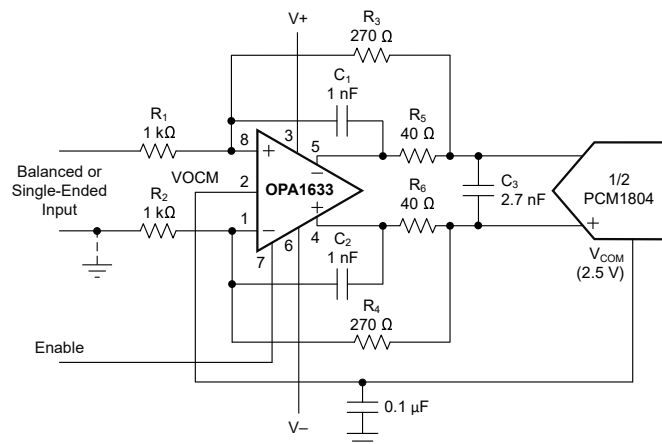 V+
R3
270 Ω
C1
1 nF
R1
1 kΩ
R5
40 Ω
8
3
5
+
−
Balanced or
Single-Ended
Input
VOCM
2
OPA1633
R6
40 Ω
C3
2.7 nF
1/2
PCM1804
R2
1 kΩ
1
−
+
+
6
4
7
C2
1 nF
VCOM
(2.5 V)
R4
270 Ω
Enable
0.1 µF
V–